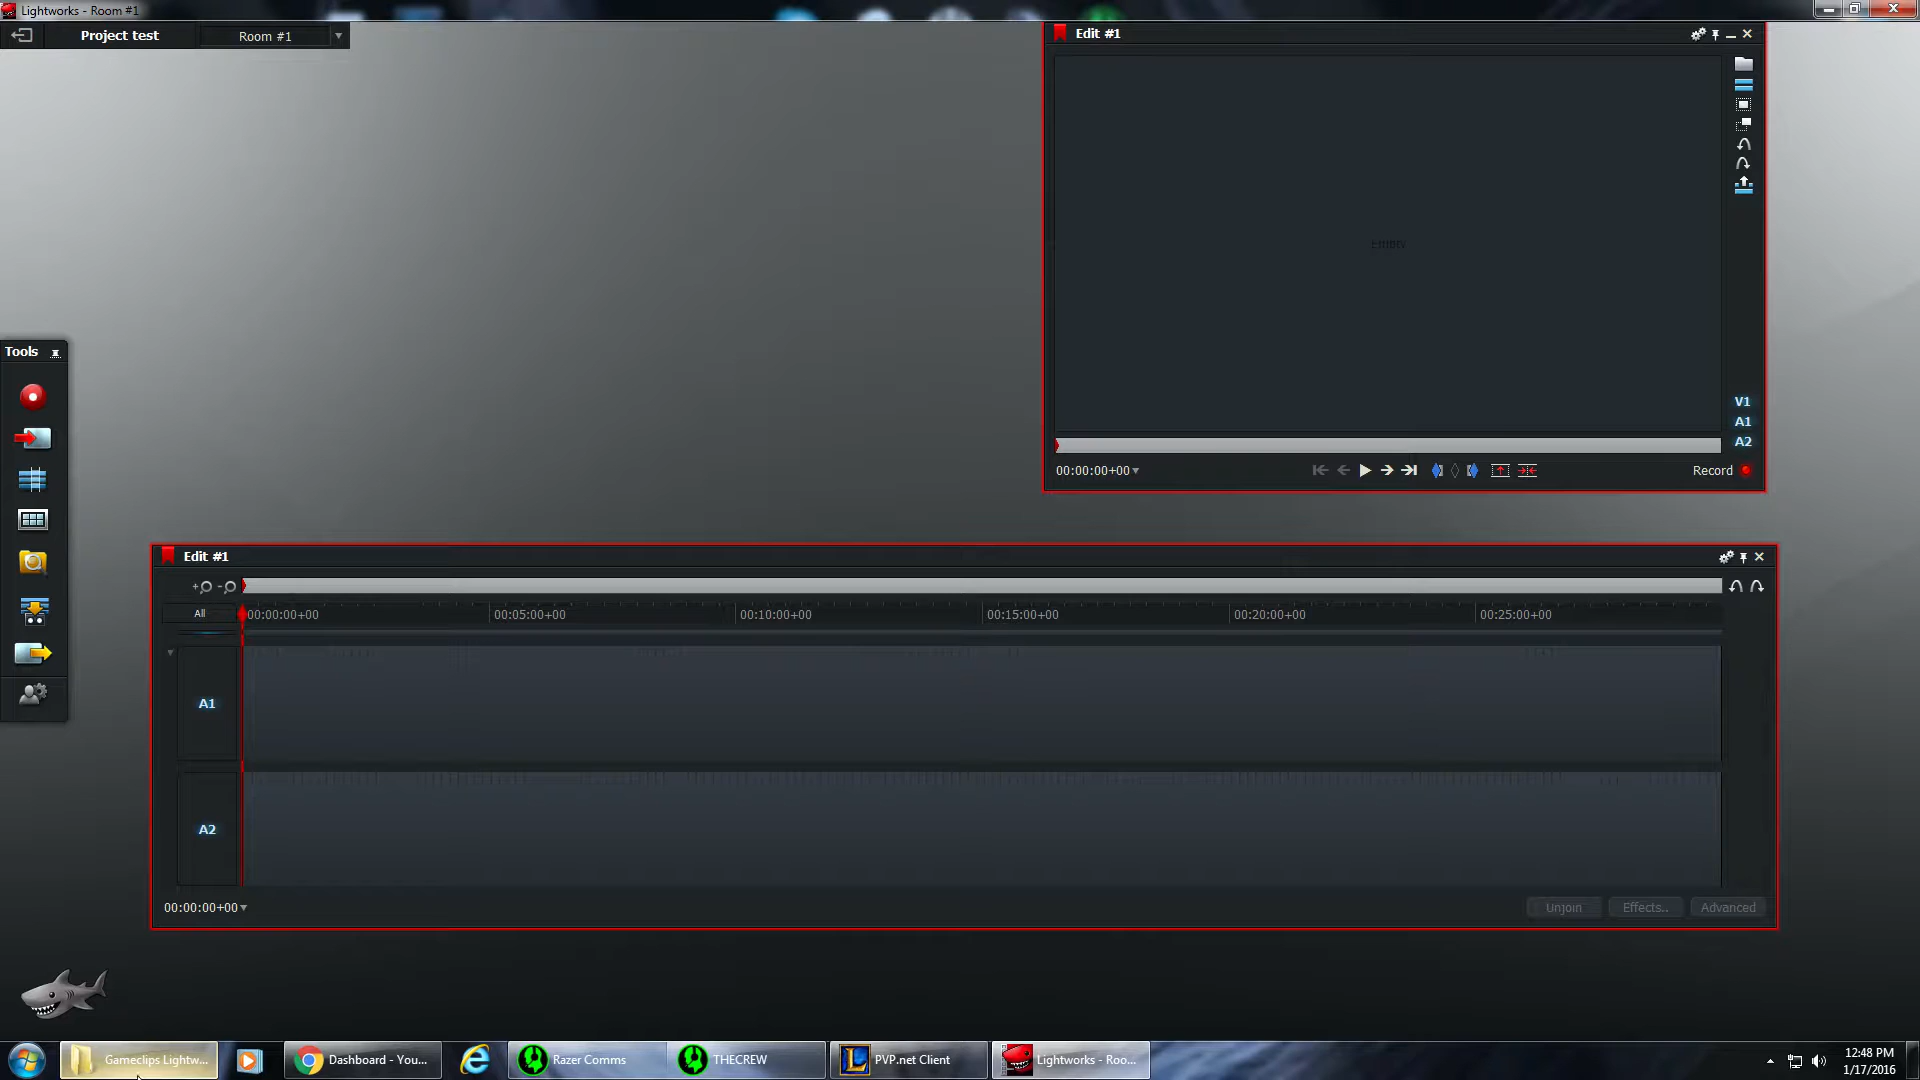 Lightworks - Room #1
Project test
Room #1
Edit #1
Empty
V1
A1
A2
00:00:00+00
Record
Tools
Edit #1
All
00:00:00+00
00:05:00+00
00:10:00+00
00:15:00+00
00:20:00+00
00:25:00+00
A1
A2
00:00:00+00
Unjoin
Effects..
Advanced
Gameclips Lightw...
Dashboard - You...
Razer Comms
THECREW
PVP.net Client
Lightworks - Roo...
12:48 PM
1/17/2016